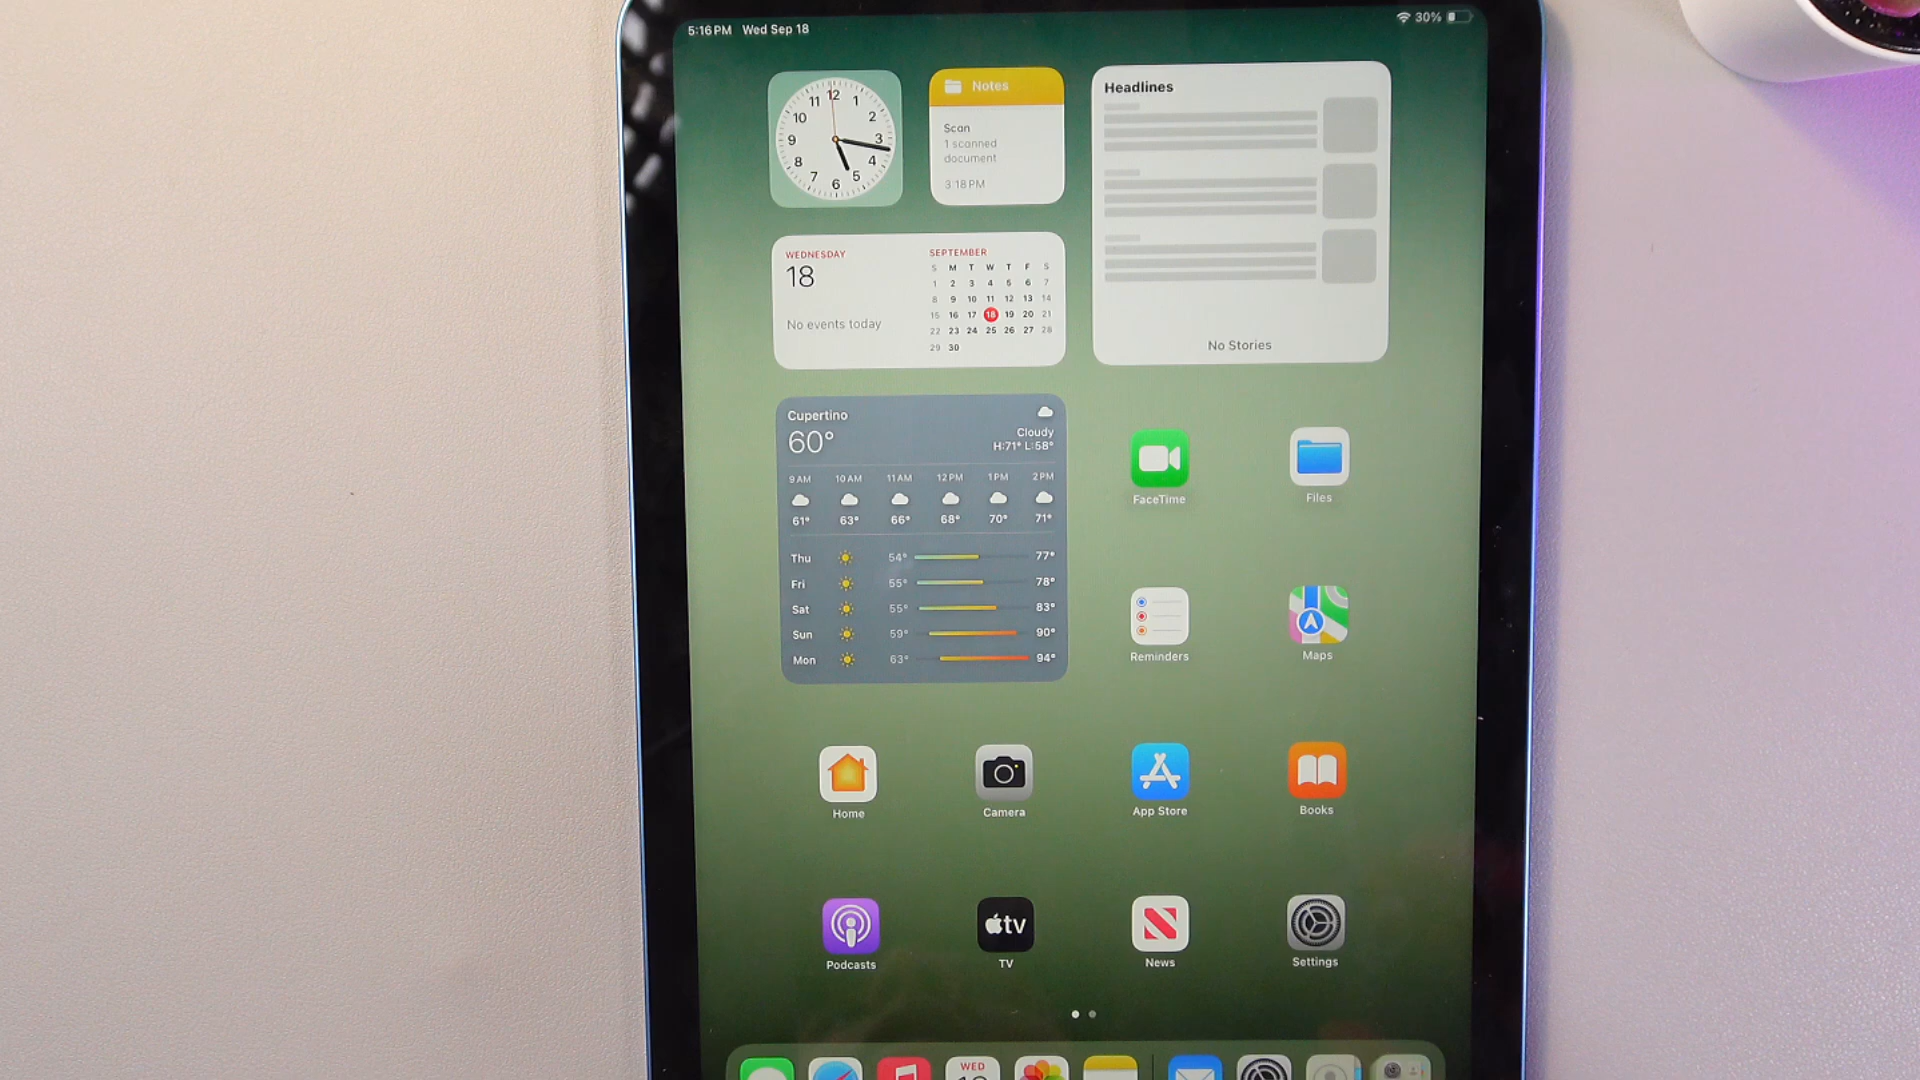 5:16 PM Wed Sep 18
30%
12
11 1
10 2
9 3
8 4
7 5
6
Notes
Scan
1 scanned
document
3:18 PM
Headlines
No Stories
WEDNESDAY
18
No events today
SEPTEMBER
S M T W T F S
1 2 3 4 5 6 7
8 9 10 11 12 13 14
15 16 17 18 19 20 21
22 23 24 25 26 27 28
29 30
Cupertino
60°
Cloudy
H:71° L:58°
9 AM 10 AM 11 AM 12 PM 1 PM 2 PM
61° 63° 66° 68° 70° 71°
Thu 54° 77°
Fri 55° 78°
Sat 55° 83°
Sun 59° 90°
Mon 63° 94°
FaceTime Files
Reminders Maps
Home Camera App Store Books
tv
Podcasts TV News Settings
WED